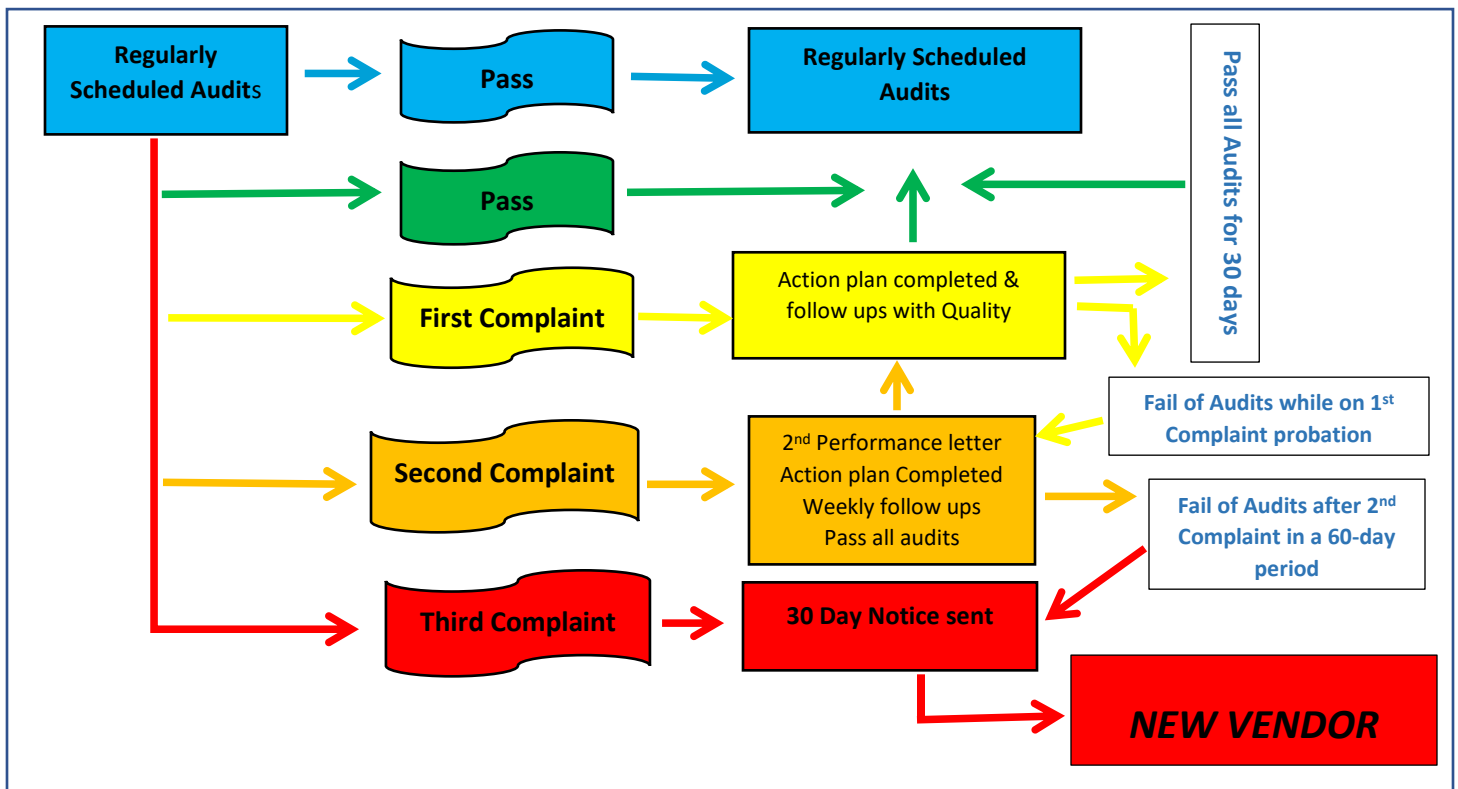 Regularly
Scheduled Audits
Pass
Regularly Scheduled
Audits
Pass all Audits for 30 days
Pass
First Complaint
Action plan completed &
follow ups with Quality
Fail of Audits while on 1st
Complaint probation
Second Complaint
2nd Performance letter
Action plan Completed
Weekly follow ups
Pass all audits
Fail of Audits after 2nd
Complaint in a 60-day
period
Third Complaint
30 Day Notice sent
NEW VENDOR